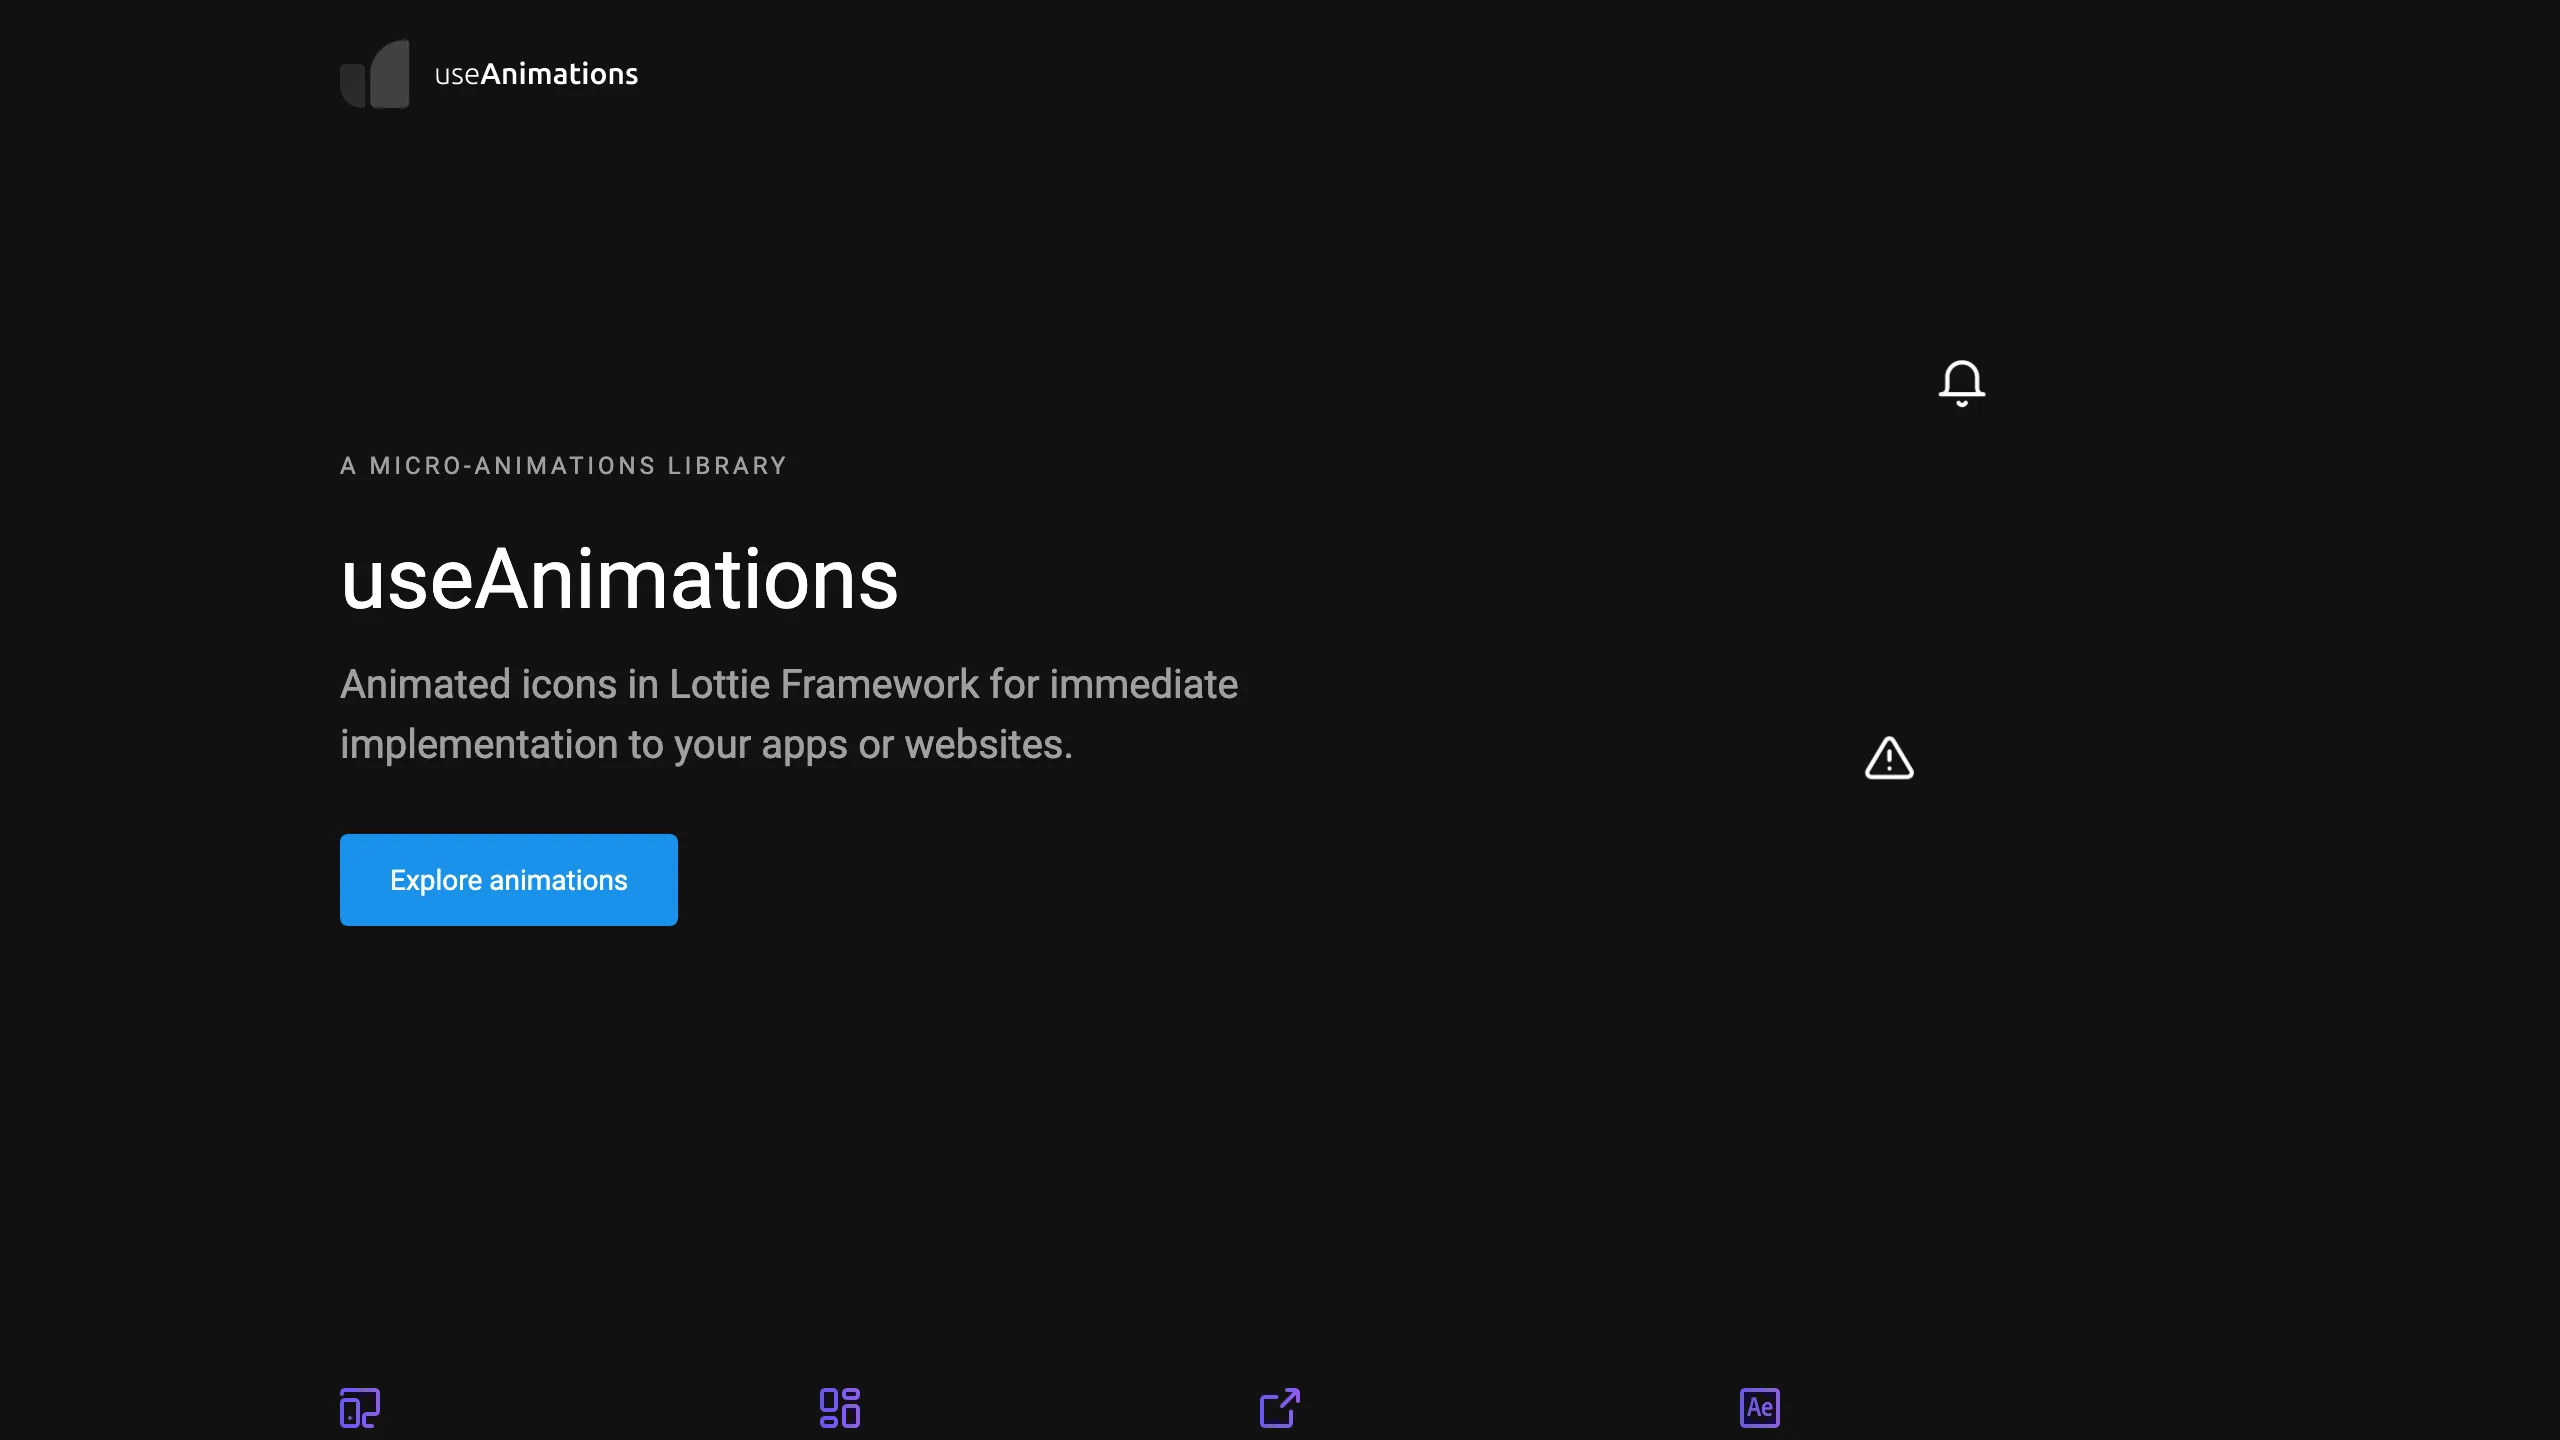 useAnimations
A MICRO-ANIMATIONS LIBRARY
useAnimations
Animated icons in Lottie Framework for immediate
implementation to your apps or websites.
Explore animations
Ae